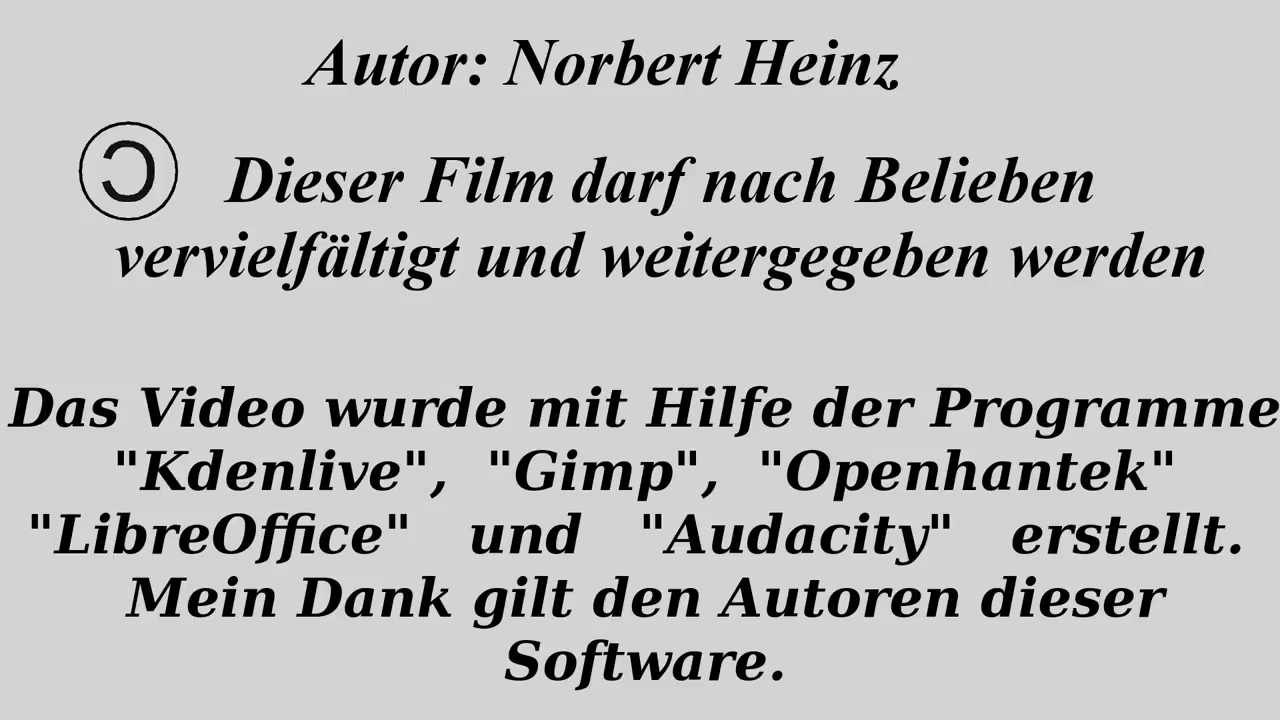 Autor: Norbert Heinz
Ɔ Dieser Film darf nach Belieben
vervielfältigt und weitergegeben werden
Das Video wurde mit Hilfe der Programme
"Kdenlive", "Gimp", "Openhantek"
"LibreOffice" und "Audacity" erstellt.
Mein Dank gilt den Autoren dieser
Software.